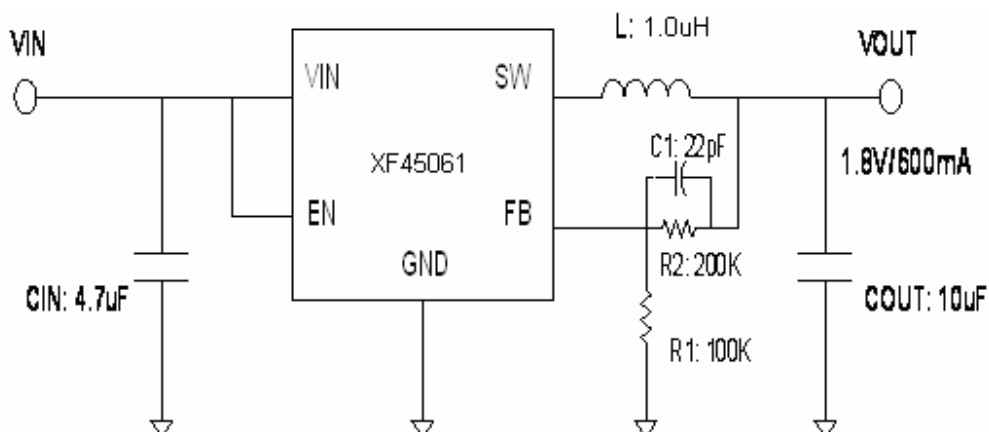 L: 1.0uH
VIN
VOUT
VIN
SW
C1: 22pF
XF45061
1.8V/600mA
EN
FB
GND
R2: 200K
CIN: 4.7uF
COUT: 10uF
R1: 100K